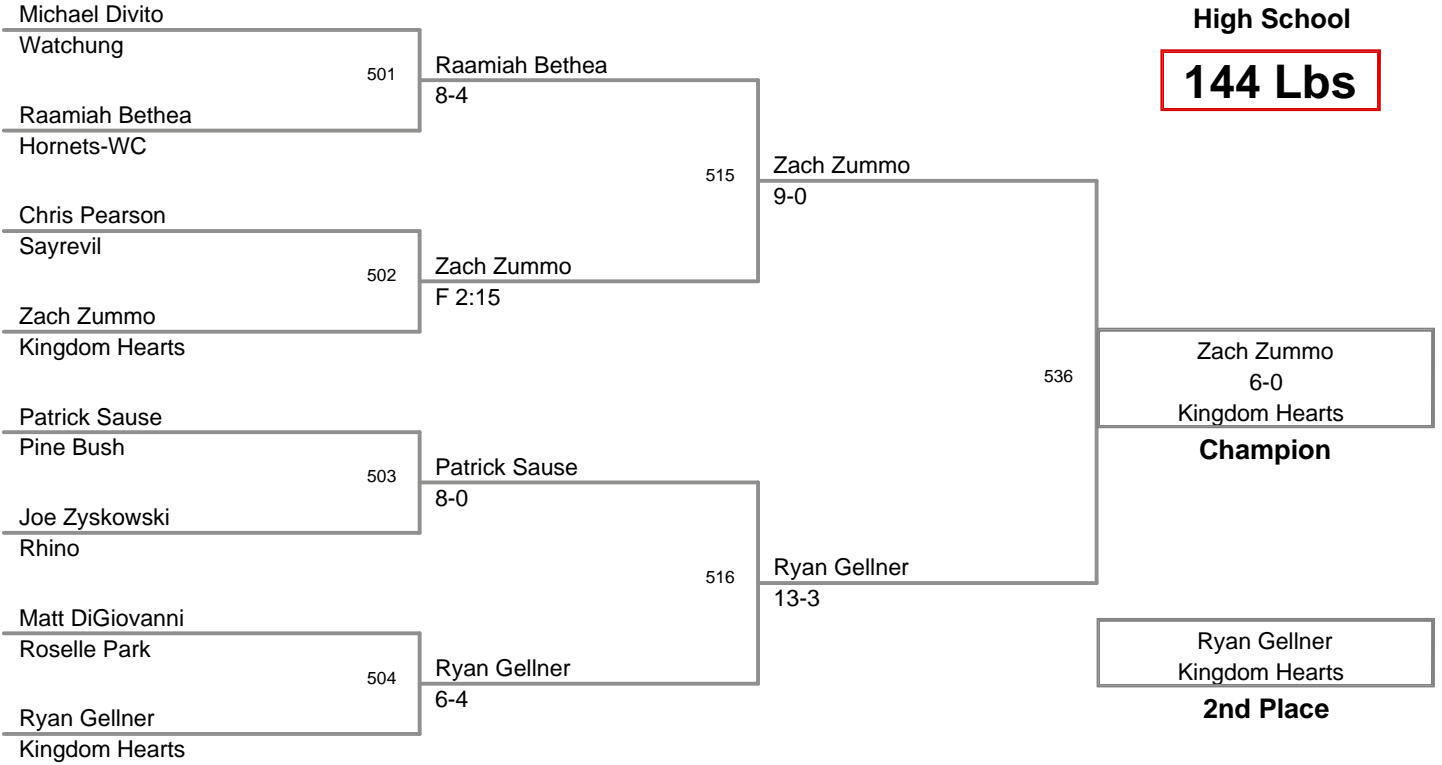 Michael Divito
Watchung
501
Raamiah Bethea
Hornets-WC
Chris Pearson
Sayrevil
502
Zach Zummo
Kingdom Hearts
Patrick Sause
Pine Bush
503
Joe Zyskowski
Rhino
Matt DiGiovanni
Roselle Park
504
Ryan Gellner
Kingdom Hearts
Raamiah Bethea
8-4
515
Zach Zummo
F 2:15
Patrick Sause
8-0
516
Ryan Gellner
6-4
Zach Zummo
9-0
536
Ryan Gellner
13-3
High School
144 Lbs
Zach Zummo
6-0
Kingdom Hearts
Champion
Ryan Gellner
Kingdom Hearts
2nd Place